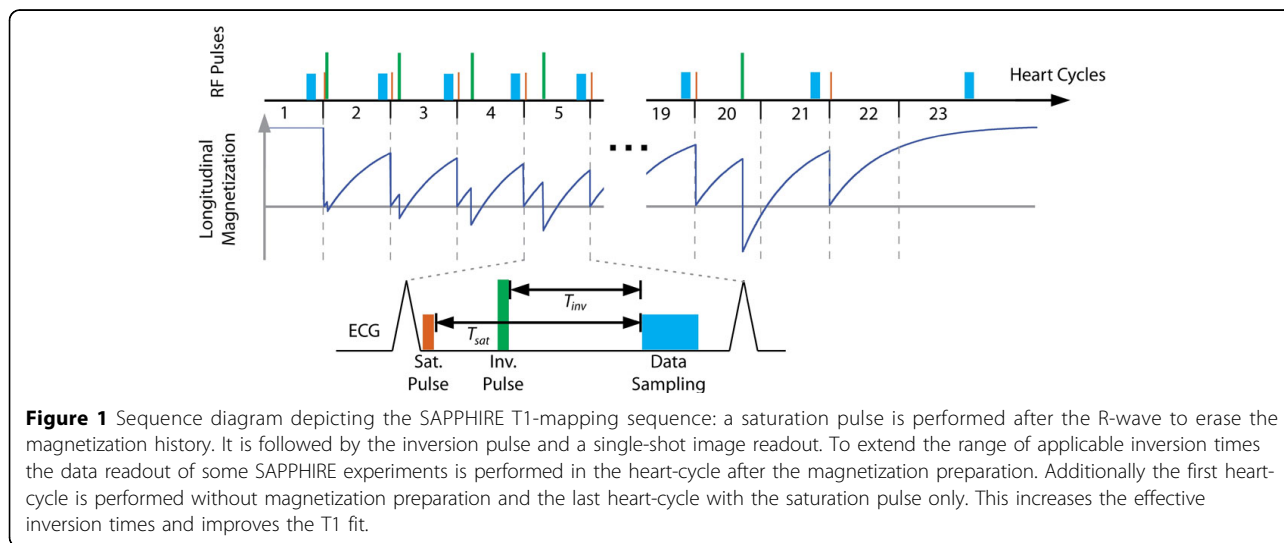 RF Pulses
Heart Cycles
1 2 3 4 5 19 20 21 22 23
Longitudinal
Magnetization
Tinv
ECG
Tsat
Sat.
Pulse
Inv.
Pulse
Data
Sampling
Figure 1 Sequence diagram depicting the SAPPHIRE T1-mapping sequence: a saturation pulse is performed after the R-wave to erase the
magnetization history. It is followed by the inversion pulse and a single-shot image readout. To extend the range of applicable inversion times
the data readout of some SAPPHIRE experiments is performed in the heart-cycle after the magnetization preparation. Additionally the first heart-
cycle is performed without magnetization preparation and the last heart-cycle with the saturation pulse only. This increases the effective
inversion times and improves the T1 fit.